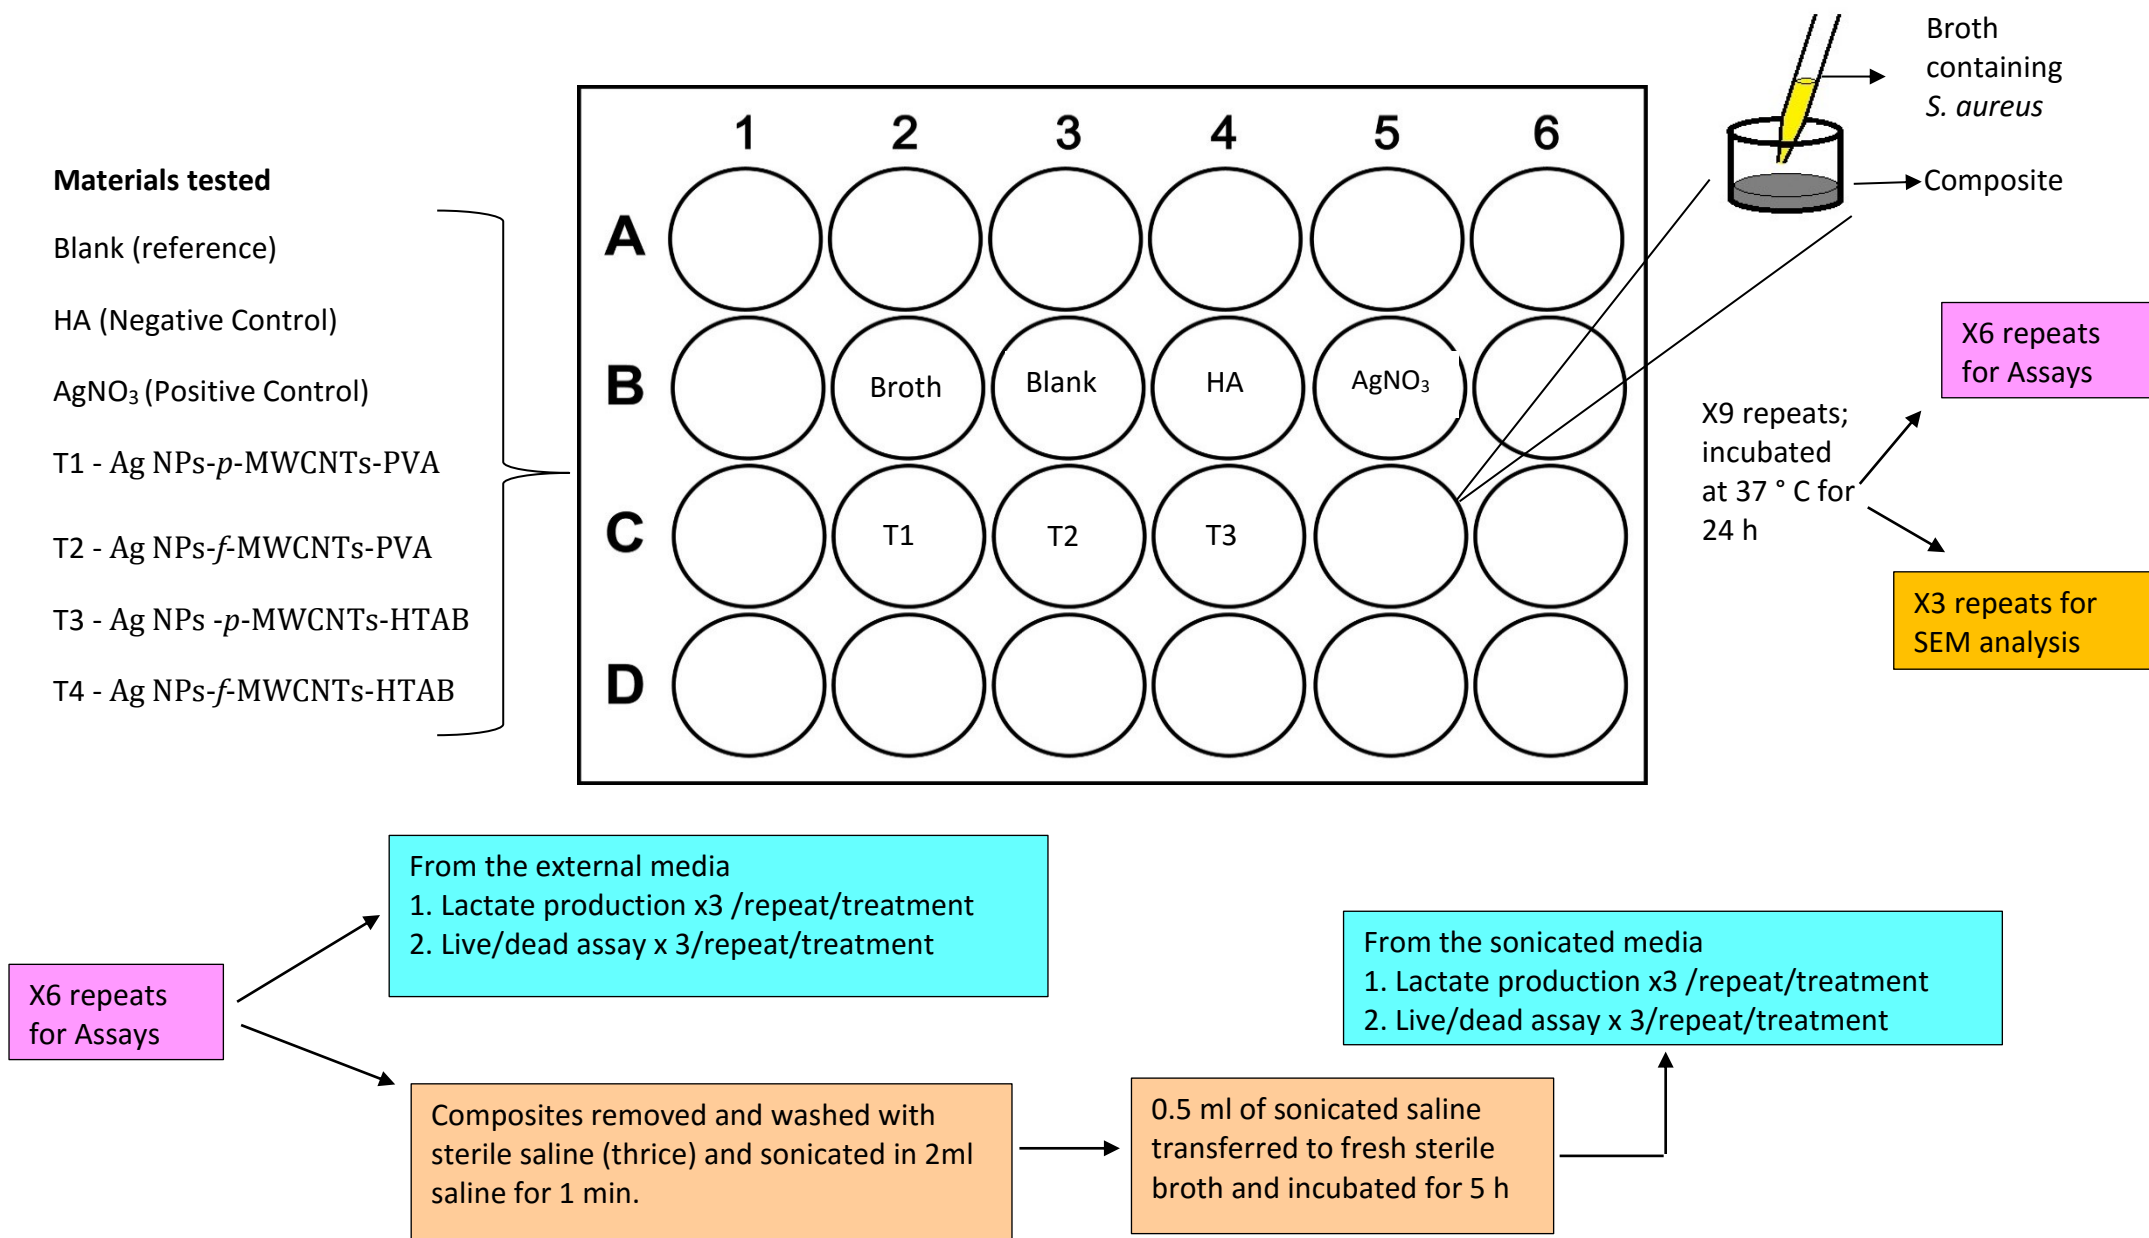 Materials tested
Blank (reference)
HA (Negative Control)
AgNO₃ (Positive Control)
T1 - Ag NPs-p-MWCNTs-PVA
T2 - Ag NPs-f-MWCNTs-PVA
T3 - Ag NPs -p-MWCNTs-HTAB
T4 - Ag NPs-f-MWCNTs-HTAB
1 2 3 4 5 6
A
B Broth Blank HA AgNO₃
C T1 T2 T3
D
Broth
containing
S. aureus
Composite
X9 repeats;
incubated
at 37 ° C for
24 h
X6 repeats
for Assays
X3 repeats for
SEM analysis
X6 repeats
for Assays
From the external media
1. Lactate production x3 /repeat/treatment
2. Live/dead assay x 3/repeat/treatment
Composites removed and washed with
sterile saline (thrice) and sonicated in 2ml
saline for 1 min.
0.5 ml of sonicated saline
transferred to fresh sterile
broth and incubated for 5 h
From the sonicated media
1. Lactate production x3 /repeat/treatment
2. Live/dead assay x 3/repeat/treatment